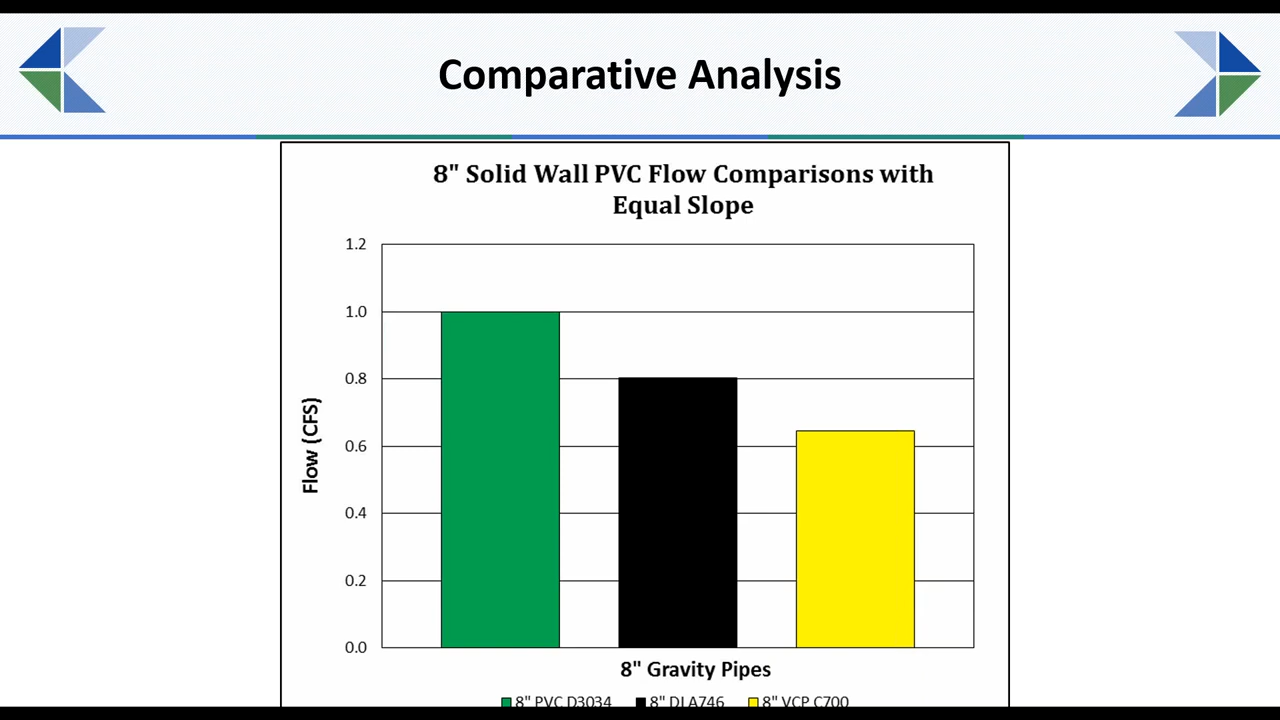 Comparative Analysis
8" Solid Wall PVC Flow Comparisons with
Equal Slope
1.2
1.0
0.8
0.6
0.4
0.2
0.0
Flow (CFS)
8" Gravity Pipes
8" PVC D3034 8" DI A746 8" VCP C700